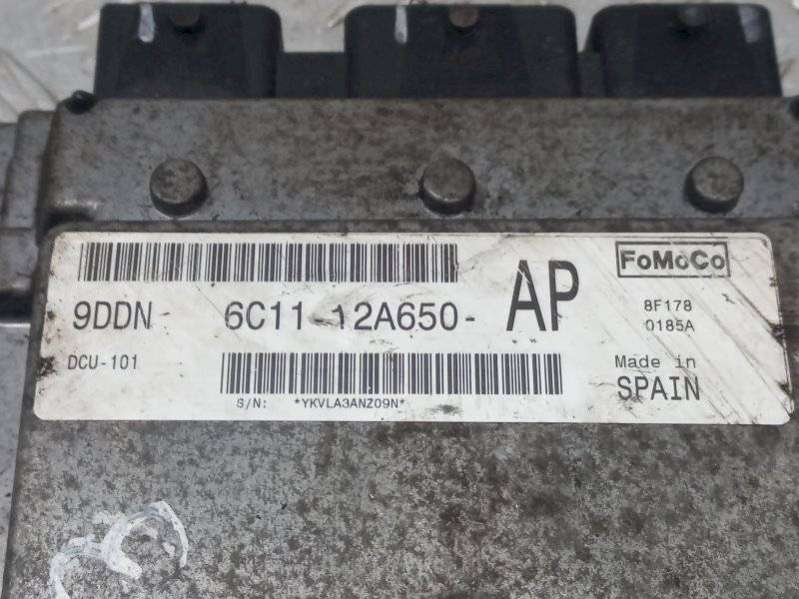 FoMoCo
9DDN 6C11-12A650- AP
8F178
0185A
DCU-101
Made in
SPAIN
S/N: *YKVLA3ANZ09N*